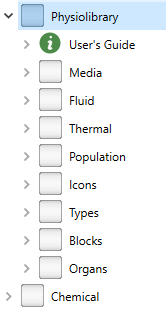 Physiolibrary
User's Guide
Media
Fluid
Thermal
Population
Icons
Types
Blocks
Organs
Chemical